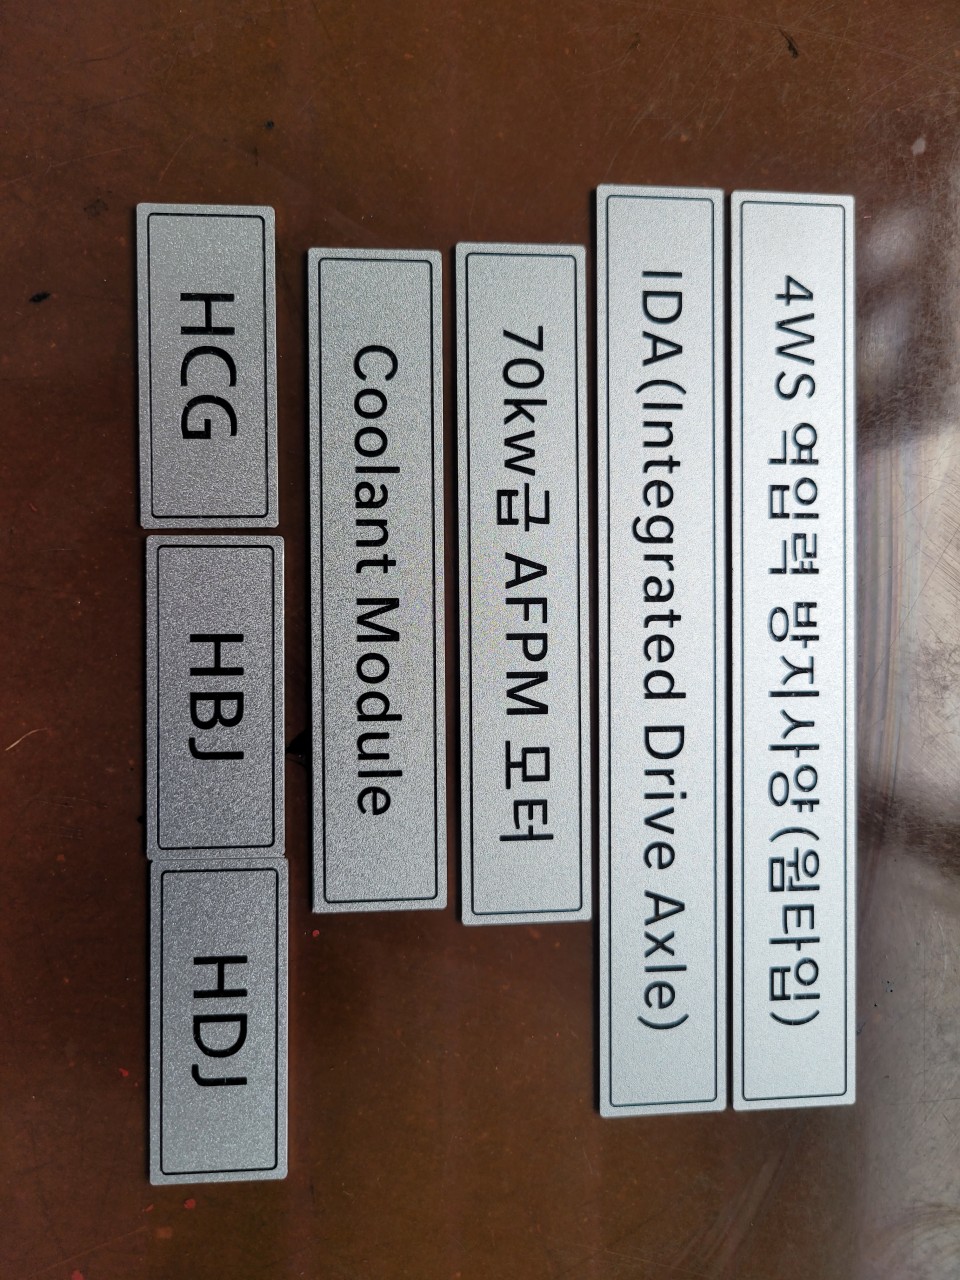 4WS 역입력 방지사양(웜타입)
IDA(Integrated Drive Axle)
70kw급 AFPM 모터
Coolant Module
HCG
HBJ
HDJ